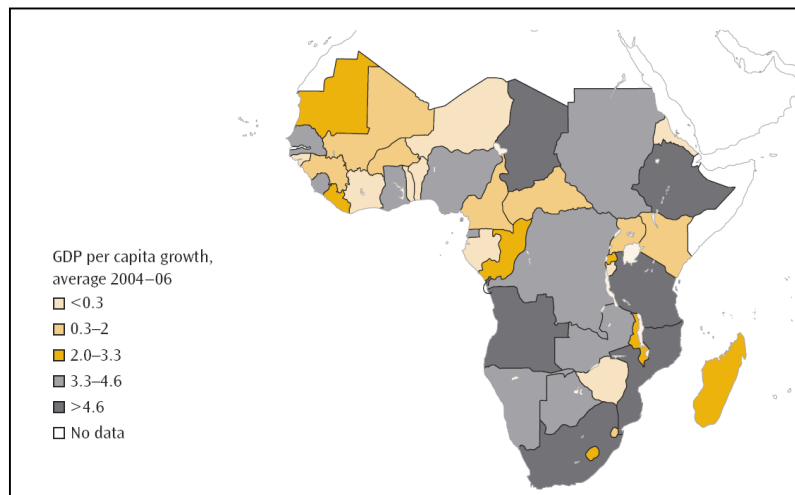 GDP per capita growth,
average 2004–06
<0.3
0.3–2
2.0–3.3
3.3–4.6
>4.6
No data